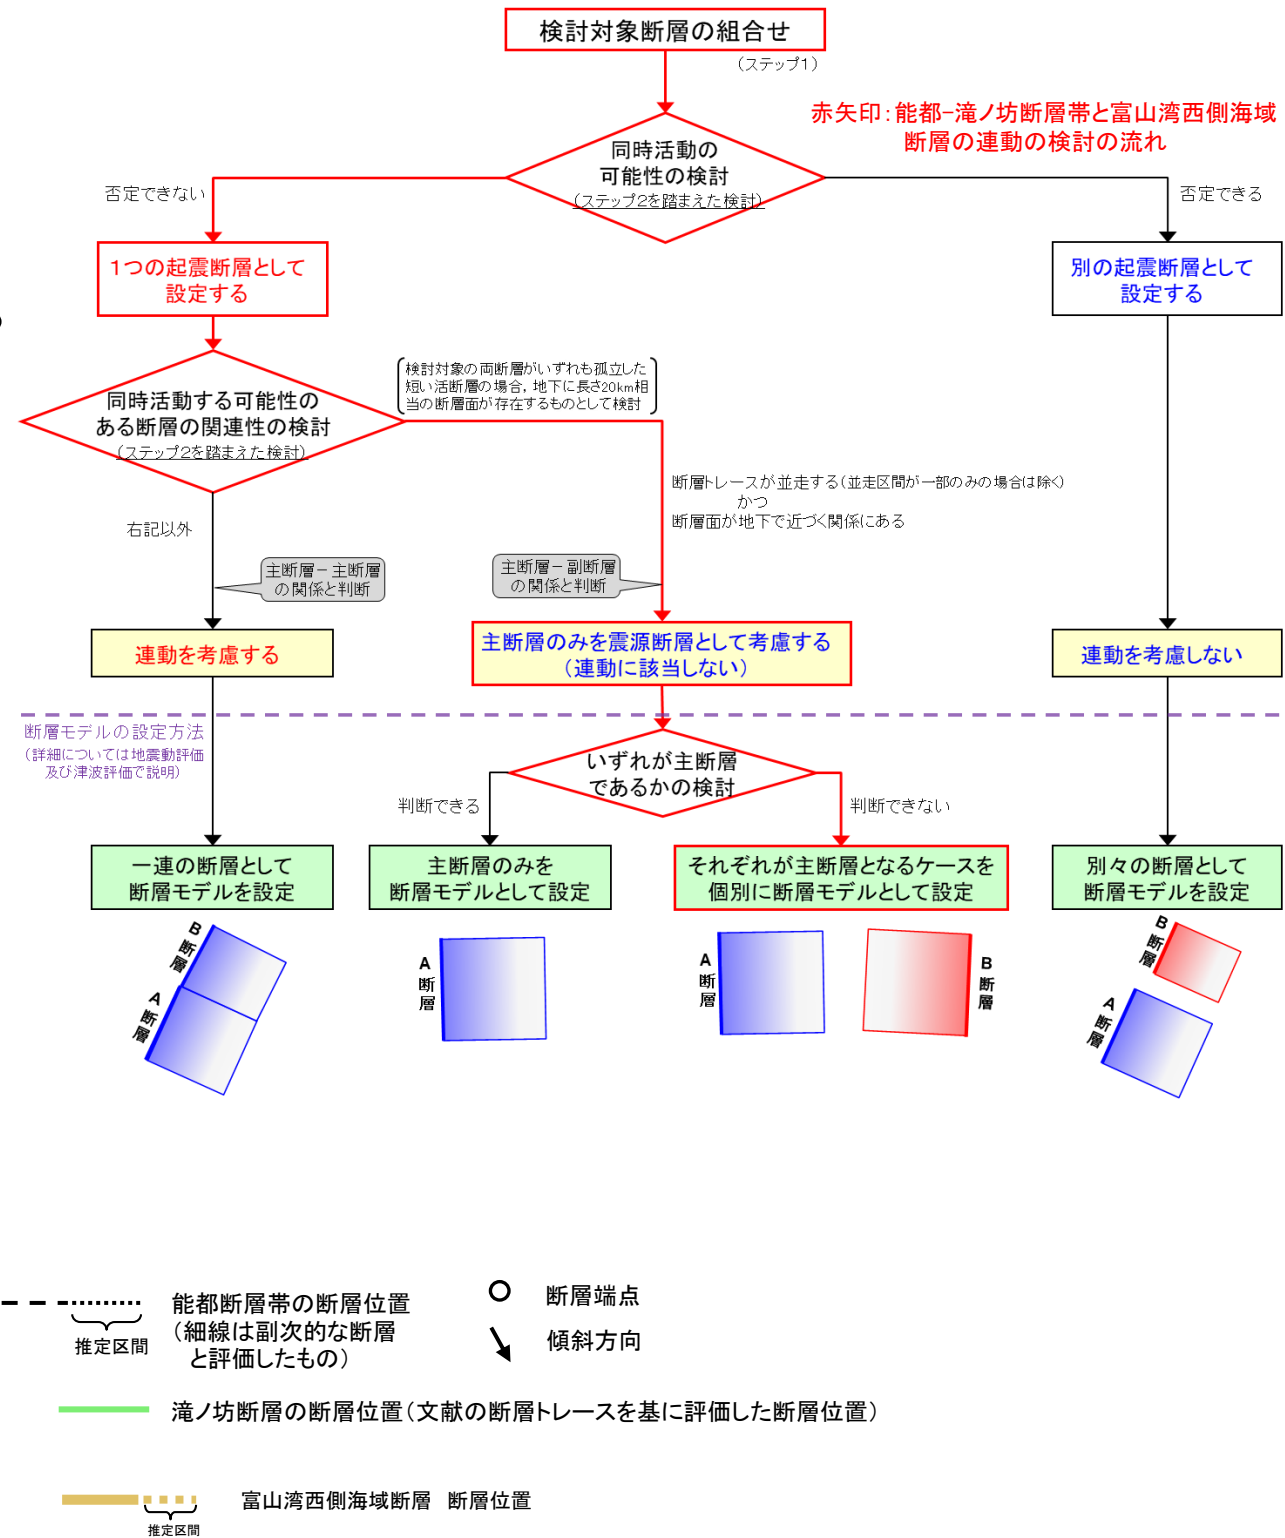 検討対象断層の組合せ
(ステップ1)
赤矢印:能都-滝ノ坊断層帯と富山湾西側海域
断層の連動の検討の流れ
同時活動の
可能性の検討
(ステップ2を踏まえた検討)
否定できない
否定できる
1つの起震断層として
設定する
別の起震断層として
設定する
検討対象の両断層がいずれも孤立した
短い活断層の場合,地下に長さ20km相
当の断層面が存在するものとして検討
同時活動する可能性の
ある断層の関連性の検討
(ステップ2を踏まえた検討)
断層トレースが並走する(並走区間が一部のみの場合は除く)
かつ
断層面が地下で近づく関係にある
右記以外
主断層-主断層
の関係と判断
主断層-副断層
の関係と判断
連動を考慮する
主断層のみを震源断層として考慮する
(連動に該当しない)
連動を考慮しない
断層モデルの設定方法
(詳細については地震動評価
及び津波評価で説明)
いずれが主断層
であるかの検討
判断できる
判断できない
一連の断層として
断層モデルを設定
主断層のみを
断層モデルとして設定
それぞれが主断層となるケースを
個別に断層モデルとして設定
別々の断層として
断層モデルを設定
B断層
A断層
A断層
A断層
B断層
B断層
A断層
能都断層帯の断層位置
(細線は副次的な断層
と評価したもの)
推定区間
断層端点
傾斜方向
滝ノ坊断層の断層位置(文献の断層トレースを基に評価した断層位置)
富山湾西側海域断層 断層位置
推定区間